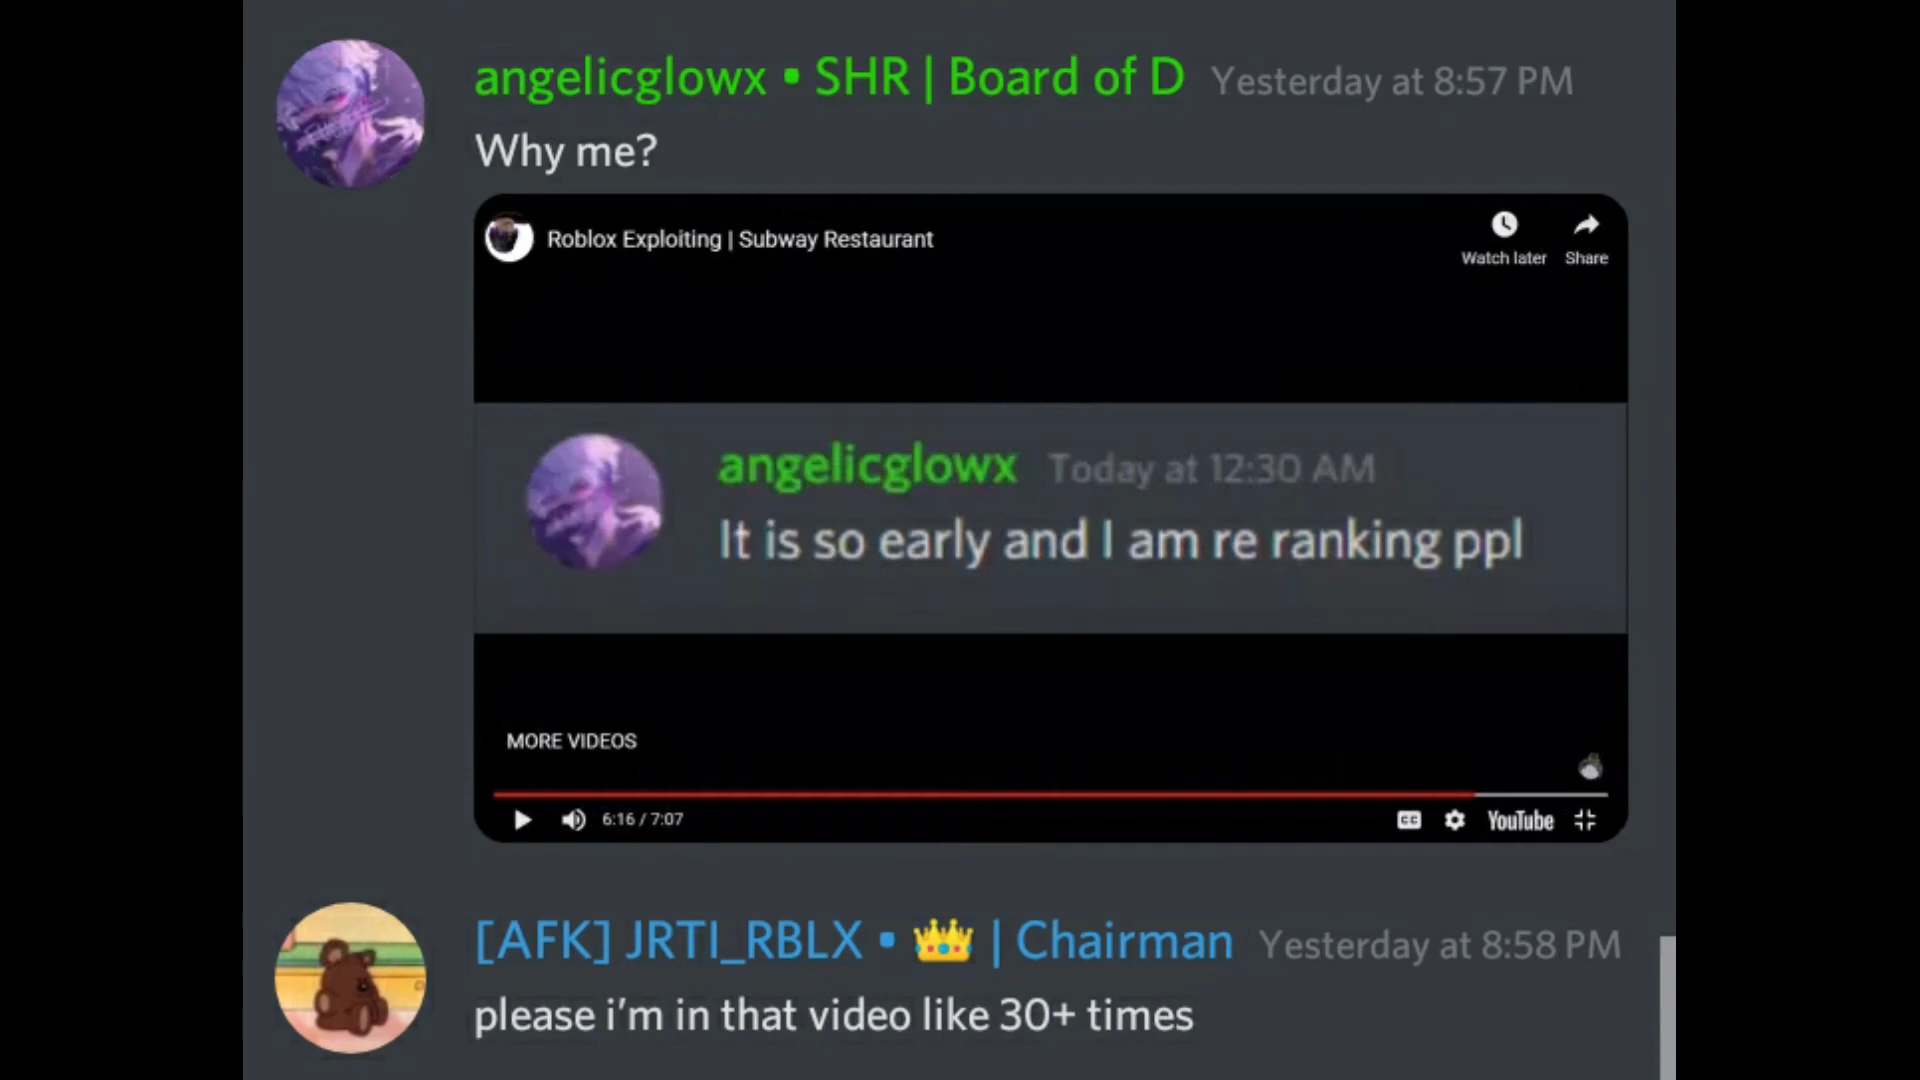 angelicglowx • SHR | Board of D Yesterday at 8:57 PM
Why me?
Roblox Exploiting | Subway Restaurant
Watch later Share
angelicglowx Today at 12:30 AM
It is so early and I am re ranking ppl
MORE VIDEOS
6:16 / 7:07 CC YouTube
[AFK] JRTI_RBLX • 👑 | Chairman Yesterday at 8:58 PM
please i'm in that video like 30+ times